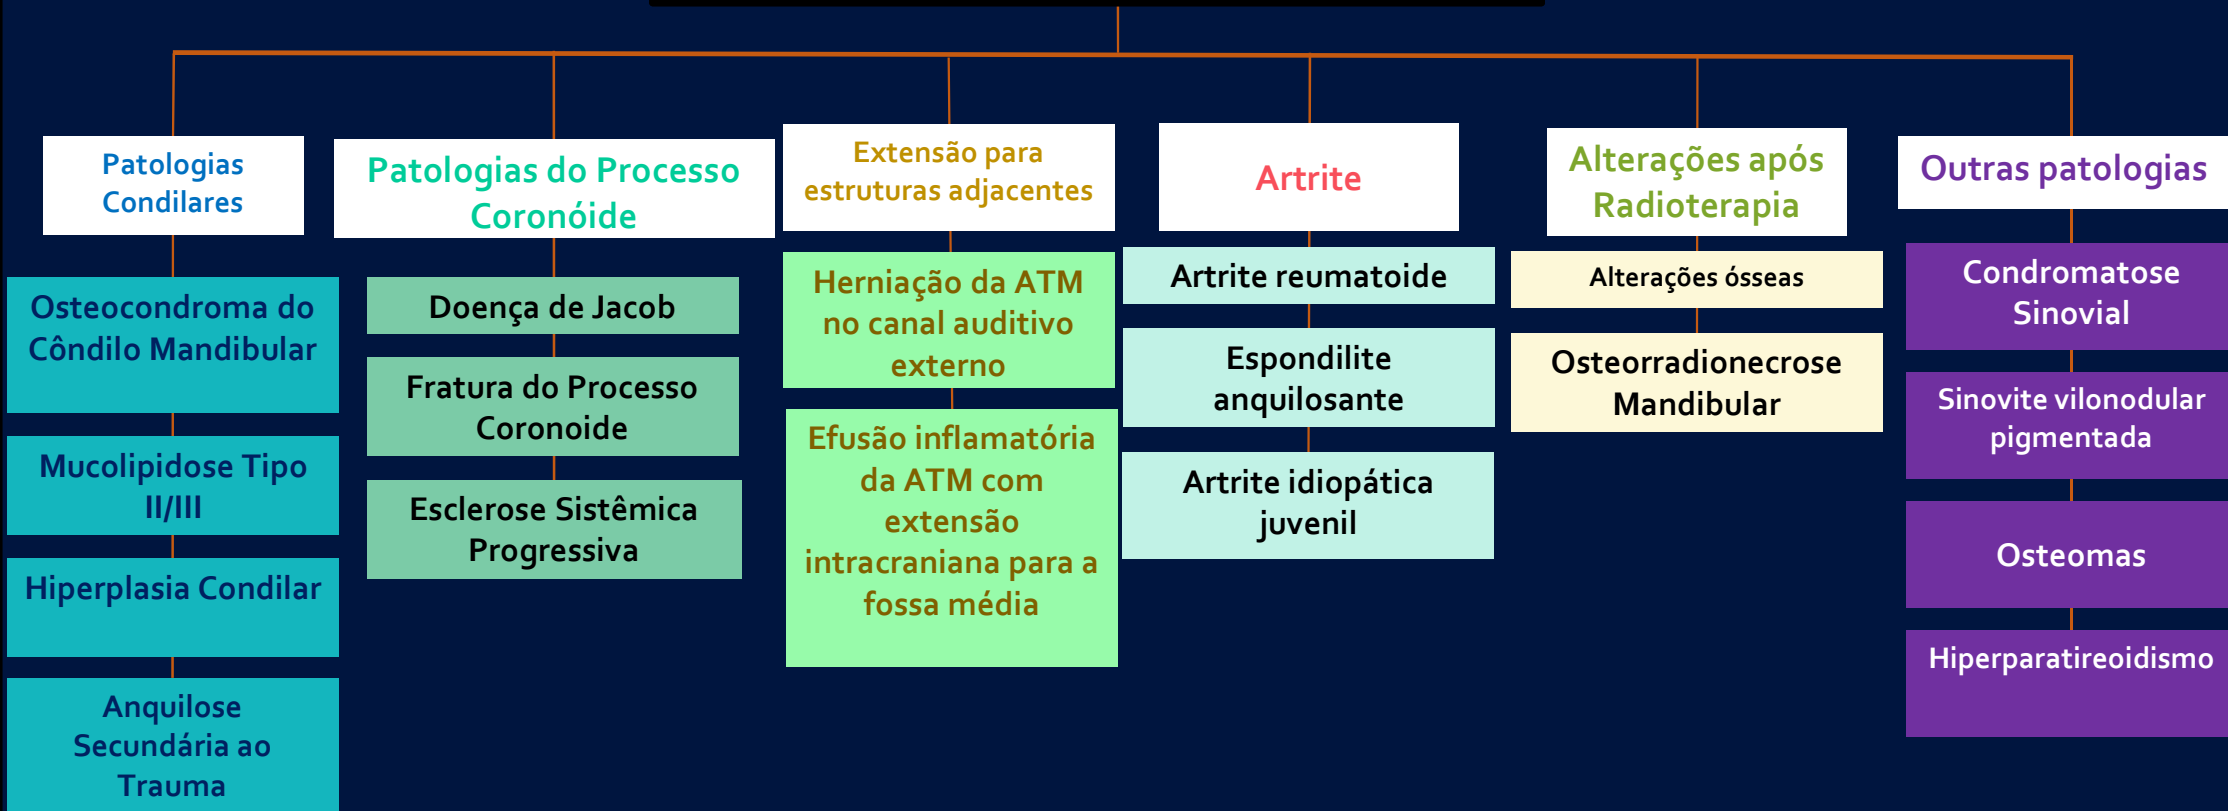 Patologias
Condilares
Osteocondroma do
Côndilo Mandibular
Mucolipidose Tipo
II/III
Hiperplasia Condilar
Anquilose
Secundária ao
Trauma
Patologias do Processo
Coronóide
Doença de Jacob
Fratura do Processo
Coronoide
Esclerose Sistêmica
Progressiva
Extensão para
estruturas adjacentes
Herniação da ATM
no canal auditivo
externo
Efusão inflamatória
da ATM com
extensão
intracraniana para a
fossa média
Artrite
Artrite reumatoide
Espondilite
anquilosante
Artrite idiopática
juvenil
Alterações após
Radioterapia
Alterações ósseas
Osteorradionecrose
Mandibular
Outras patologias
Condromatose
Sinovial
Sinovite vilonodular
pigmentada
Osteomas
Hiperparatireoidismo